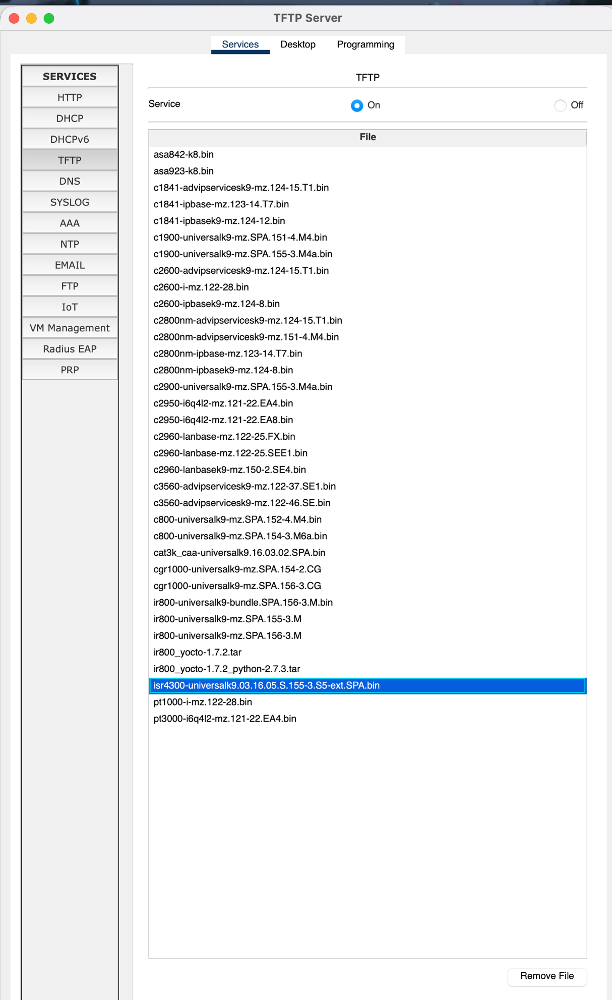 TFTP Server
Services Desktop Programming
SERVICES
HTTP
DHCP
DHCPv6
TFTP
DNS
SYSLOG
AAA
NTP
EMAIL
FTP
IoT
VM Management
Radius EAP
PRP
TFTP
Service On Off
File
asa842-k8.bin
asa923-k8.bin
c1841-advipservicesk9-mz.124-15.T1.bin
c1841-ipbase-mz.123-14.T7.bin
c1841-ipbasek9-mz.124-12.bin
c1900-universalk9-mz.SPA.151-4.M4.bin
c1900-universalk9-mz.SPA.155-3.M4a.bin
c2600-advipservicesk9-mz.124-15.T1.bin
c2600-i-mz.122-28.bin
c2600-ipbasek9-mz.124-8.bin
c2800nm-advipservicesk9-mz.124-15.T1.bin
c2800nm-advipservicesk9-mz.151-4.M4.bin
c2800nm-ipbase-mz.123-14.T7.bin
c2800nm-ipbasek9-mz.124-8.bin
c2900-universalk9-mz.SPA.155-3.M4a.bin
c2950-i6q4l2-mz.121-22.EA4.bin
c2950-i6q4l2-mz.121-22.EA8.bin
c2960-lanbase-mz.122-25.FX.bin
c2960-lanbase-mz.122-25.SEE1.bin
c2960-lanbasek9-mz.150-2.SE4.bin
c3560-advipservicesk9-mz.122-37.SE1.bin
c3560-advipservicesk9-mz.122-46.SE.bin
c800-universalk9-mz.SPA.152-4.M4.bin
c800-universalk9-mz.SPA.154-3.M6a.bin
cat3k_caa-universalk9.16.03.02.SPA.bin
cgr1000-universalk9-mz.SPA.154-2.CG
cgr1000-universalk9-mz.SPA.156-3.CG
ir800-universalk9-bundle.SPA.156-3.M.bin
ir800-universalk9-mz.SPA.155-3.M
ir800-universalk9-mz.SPA.156-3.M
ir800_yocto-1.7.2.tar
ir800_yocto-1.7.2_python-2.7.3.tar
isr4300-universalk9.03.16.05.S.155-3.S5-ext.SPA.bin
pt1000-i-mz.122-28.bin
pt3000-i6q4l2-mz.121-22.EA4.bin
Remove File